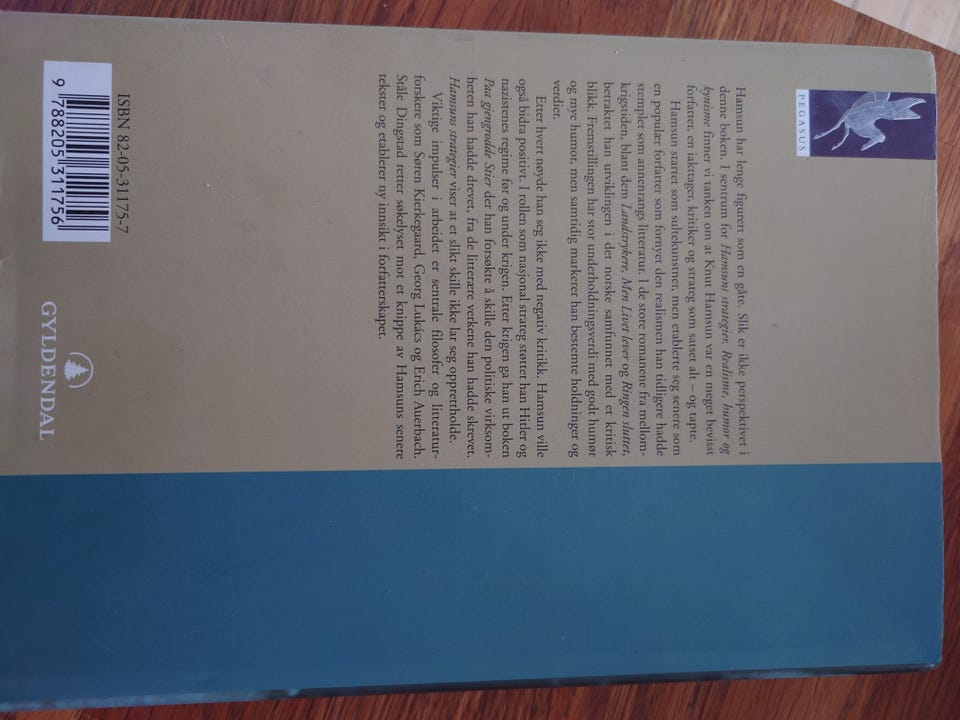 PEGASUS
Hamsun har lenge figurert som en gåte. Slik er ikke perspektivet i
denne boken. I sentrum for Hamsuns strategier. Realisme, humor og
kynisme finner vi tanken om at Knut Hamsun var en meget bevisst
forfatter, en iakttager, kritiker og strateg som satset alt – og tapte.
Hamsun startet som sultekunstner, men etablerte seg senere som
en populær forfatter som fornyet den realismen han tidligere hadde
stemplet som annenrangs litteratur. I de store romanene fra mellom-
krigstiden, blant dem Landstrykere, Men Livet lever og Ringen sluttet,
betraktet han utviklingen i det norske samfunnet med et kritisk
blikk. Fremstillingen har stor underholdningsverdi med godt humør
og mye humor, men samtidig markerer han bestemte holdninger og
verdier.
Etter hvert nøyde han seg ikke med negativ kritikk. Hamsun ville
også bidra positivt. I rollen som nasjonal strateg støttet han Hitler og
nazistenes regime før og under krigen. Etter krigen ga han ut boken
Paa gjengrodde Stier der han forsøkte å skille den politiske virksom-
heten han hadde drevet, fra de litterære verkene han hadde skrevet.
Hamsuns strategier viser at et slikt skille ikke lar seg opprettholde.
Viktige impulser i arbeidet er sentrale filosofer og litteratur-
forskere som Søren Kierkegaard, Georg Lukács og Erich Auerbach.
Ståle Dingstad retter søkelyset mot et knippe av Hamsuns senere
tekster og etablerer ny innsikt i forfatterskapet.
ISBN 82-05-31175-7
9 788205 311756
GYLDENDAL